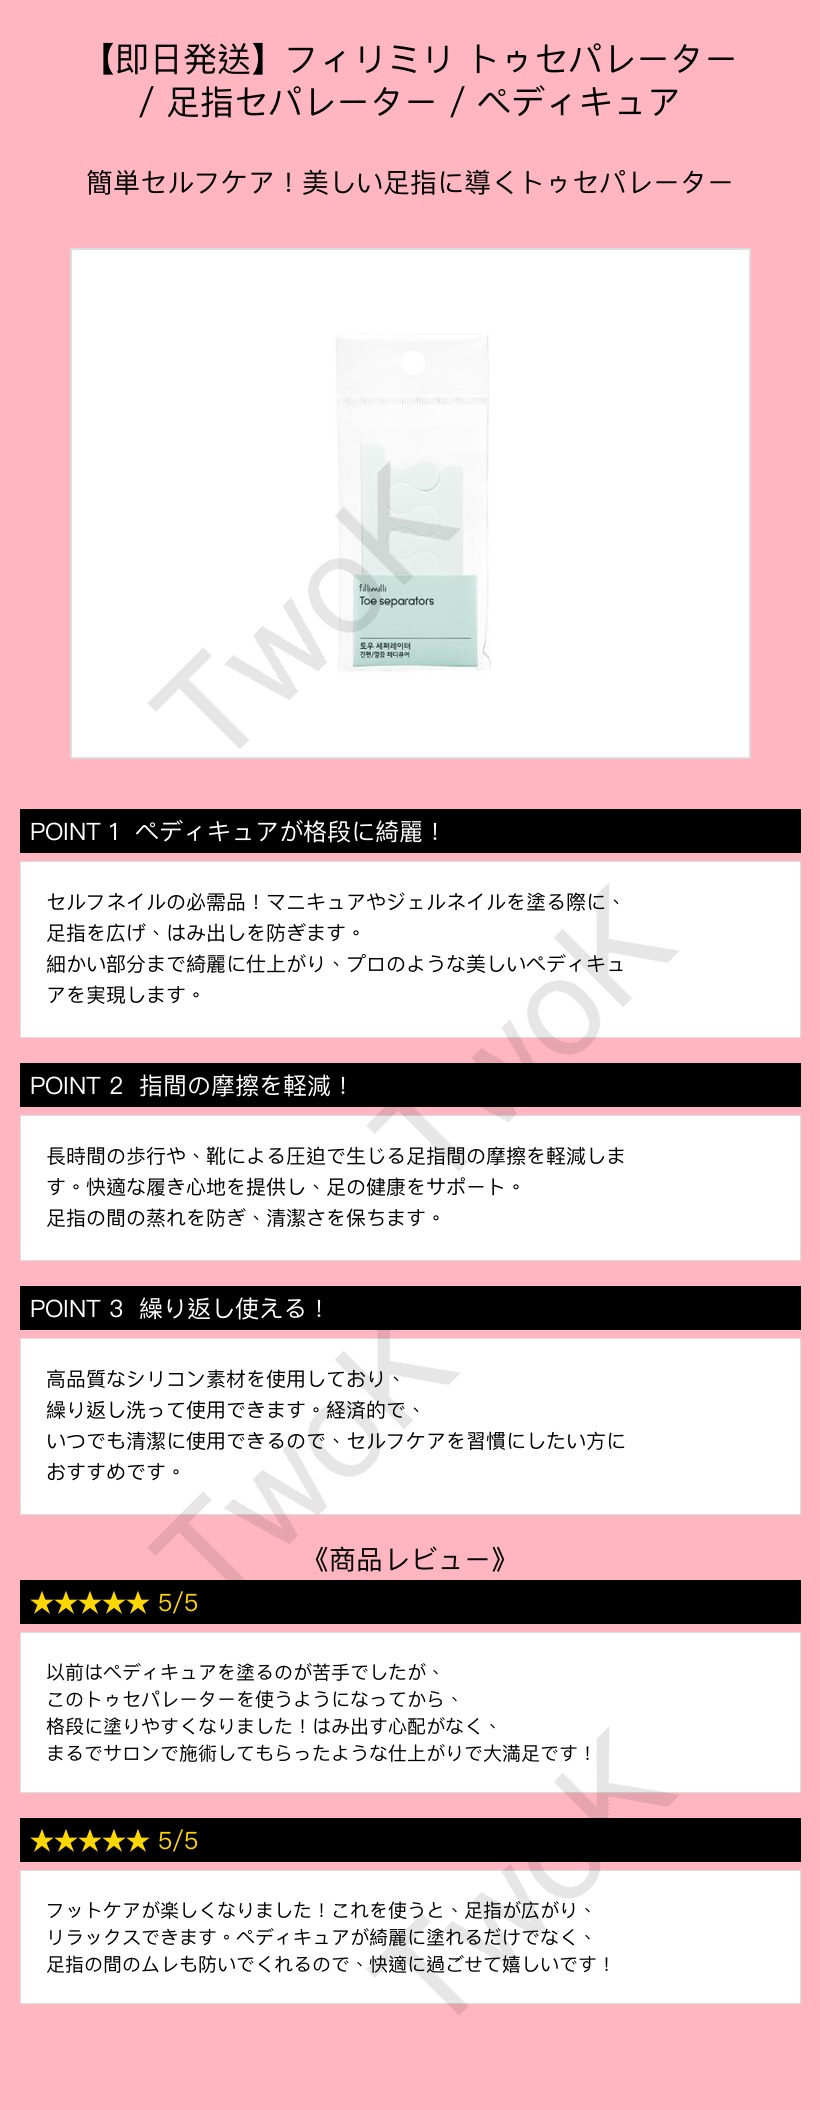 【即日発送】フィリミリ トゥセパレーター
/ 足指セパレーター / ペディキュア
簡単セルフケア！美しい足指に導くトゥセパレーター
fillimilli
Toe separators
토우 세퍼레이터
간편/깔끔 페디큐어
TwoK
POINT 1 ペディキュアが格段に綺麗！
セルフネイルの必需品！マニキュアやジェルネイルを塗る際に、
足指を広げ、はみ出しを防ぎます。
細かい部分まで綺麗に仕上がり、プロのような美しいペディキュ
アを実現します。
TwoK
POINT 2 指間の摩擦を軽減！
長時間の歩行や、靴による圧迫で生じる足指間の摩擦を軽減しま
す。快適な履き心地を提供し、足の健康をサポート。
足指の間の蒸れを防ぎ、清潔さを保ちます。
POINT 3 繰り返し使える！
高品質なシリコン素材を使用しており、
繰り返し洗って使用できます。経済的で、
いつでも清潔に使用できるので、セルフケアを習慣にしたい方に
おすすめです。
TwoK
《商品レビュー》
★★★★★ 5/5
以前はペディキュアを塗るのが苦手でしたが、
このトゥセパレーターを使うようになってから、
格段に塗りやすくなりました！はみ出す心配がなく、
まるでサロンで施術してもらったような仕上がりで大満足です！
★★★★★ 5/5
フットケアが楽しくなりました！これを使うと、足指が広がり、
リラックスできます。ペディキュアが綺麗に塗れるだけでなく、
足指の間のムレも防いでくれるので、快適に過ごせて嬉しいです！
TwoK